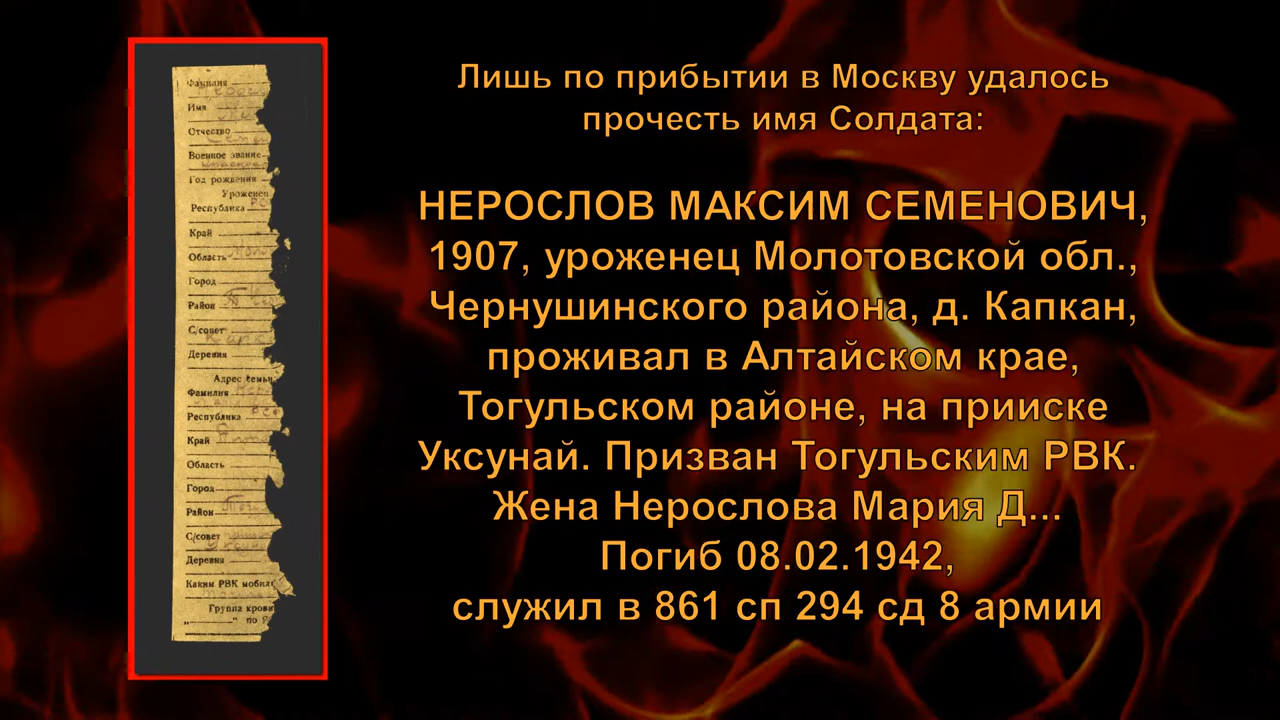 Фамилия
Имя
Отчество
Военное звание
Год рождения
Уроженец
Республика
Край
Область
Город
Район
С/совет
Деревня
Адрес семьи
Фамилия
Республика
Край
Область
Город
Район
С/совет
Деревня
Каким РВК
Группа крови
„ “ по
Лишь по прибытии в Москву удалось
прочесть имя Солдата:
НЕРОСЛОВ МАКСИМ СЕМЕНОВИЧ,
1907, уроженец Молотовской обл.,
Чернушинского района, д. Капкан,
проживал в Алтайском крае,
Тогульском районе, на прииске
Уксунай. Призван Тогульским РВК.
Жена Нерослова Мария Д...
Погиб 08.02.1942,
служил в 861 сп 294 сд 8 армии